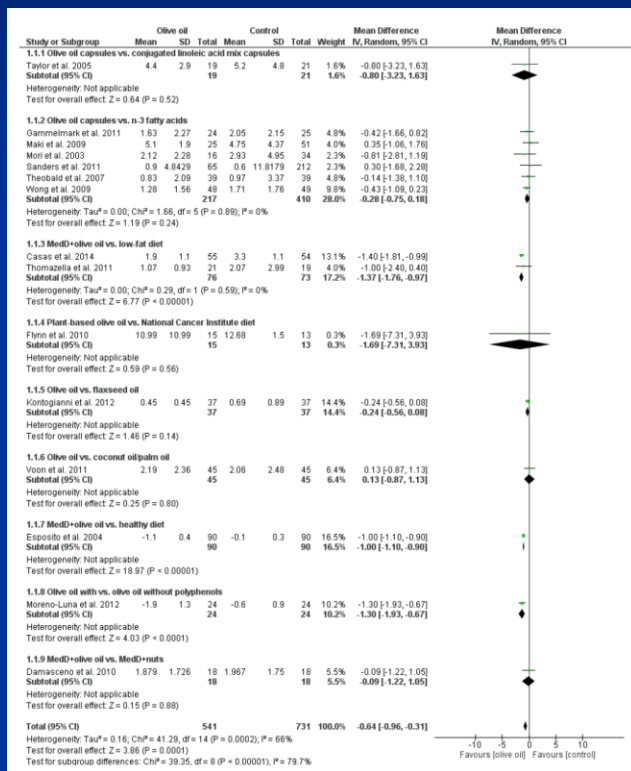 Olive oil Control Mean Difference Mean Difference
Study or Subgroup Mean SD Total Mean SD Total Weight IV, Random, 95% CI IV, Random, 95% CI
1.1.1 Olive oil capsules vs. conjugated linoleic acid mix capsules
Taylor et al. 2005 4.4 2.9 19 5.2 4.8 21 1.6% -0.80 [-3.23, 1.63]
Subtotal (95% CI) 19 21 1.6% -0.80 [-3.23, 1.63]
Heterogeneity: Not applicable
Test for overall effect: Z = 0.64 (P = 0.52)
1.1.2 Olive oil capsules vs. n-3 fatty acids
Gammelmark et al. 2011 1.63 2.27 24 2.05 2.15 25 4.8% -0.42 [-1.66, 0.82]
Maki et al. 2009 5.1 1.9 25 4.75 4.37 51 4.1% 0.35 [-1.06, 1.76]
Mori et al. 2003 2.12 2.28 16 2.93 4.95 34 2.2% -0.81 [-2.81, 1.19]
Sanders et al. 2011 0.9 4.8429 65 0.6 11.8179 212 2.3% 0.30 [-1.68, 2.28]
Theobald et al. 2007 0.83 2.09 39 0.97 3.37 39 4.8% -0.14 [-1.38, 1.10]
Wong et al. 2009 1.28 1.56 48 1.71 1.76 49 9.8% -0.43 [-1.09, 0.23]
Subtotal (95% CI) 217 410 28.0% -0.28 [-0.75, 0.18]
Heterogeneity: Tau² = 0.00; Chi² = 1.66, df = 5 (P = 0.89); I² = 0%
Test for overall effect: Z = 1.19 (P = 0.24)
1.1.3 MedD+olive oil vs. low-fat diet
Casas et al. 2014 1.9 1.1 55 3.3 1.1 54 13.1% -1.40 [-1.81, -0.99]
Thomazella et al. 2011 1.07 0.93 21 2.07 2.99 19 4.0% -1.00 [-2.40, 0.40]
Subtotal (95% CI) 76 73 17.2% -1.37 [-1.76, -0.97]
Heterogeneity: Tau² = 0.00; Chi² = 0.29, df = 1 (P = 0.59); I² = 0%
Test for overall effect: Z = 6.77 (P < 0.00001)
1.1.4 Plant-based olive oil vs. National Cancer Institute diet
Flynn et al. 2010 10.99 10.99 15 12.68 1.5 13 0.3% -1.69 [-7.31, 3.93]
Subtotal (95% CI) 15 13 0.3% -1.69 [-7.31, 3.93]
Heterogeneity: Not applicable
Test for overall effect: Z = 0.59 (P = 0.56)
1.1.5 Olive oil vs. flaxseed oil
Kontogianni et al. 2012 0.45 0.45 37 0.69 0.89 37 14.4% -0.24 [-0.56, 0.08]
Subtotal (95% CI) 37 37 14.4% -0.24 [-0.56, 0.08]
Heterogeneity: Not applicable
Test for overall effect: Z = 1.46 (P = 0.14)
1.1.6 Olive oil vs. coconut oil/palm oil
Voon et al. 2011 2.19 2.36 45 2.06 2.48 45 6.4% 0.13 [-0.87, 1.13]
Subtotal (95% CI) 45 45 6.4% 0.13 [-0.87, 1.13]
Heterogeneity: Not applicable
Test for overall effect: Z = 0.25 (P = 0.80)
1.1.7 MedD+olive oil vs. healthy diet
Esposito et al. 2004 -1.1 0.4 90 -0.1 0.3 90 16.5% -1.00 [-1.10, -0.90]
Subtotal (95% CI) 90 90 16.5% -1.00 [-1.10, -0.90]
Heterogeneity: Not applicable
Test for overall effect: Z = 18.97 (P < 0.00001)
1.1.8 Olive oil with vs. olive oil without polyphenols
Moreno-Luna et al. 2012 -1.9 1.3 24 -0.6 0.9 24 10.2% -1.30 [-1.93, -0.67]
Subtotal (95% CI) 24 24 10.2% -1.30 [-1.93, -0.67]
Heterogeneity: Not applicable
Test for overall effect: Z = 4.03 (P < 0.0001)
1.1.9 MedD+olive oil vs. MedD+nuts
Damasceno et al. 2010 1.879 1.726 18 1.967 1.75 18 5.5% -0.09 [-1.22, 1.05]
Subtotal (95% CI) 18 18 5.5% -0.09 [-1.22, 1.05]
Heterogeneity: Not applicable
Test for overall effect: Z = 0.15 (P = 0.88)
Total (95% CI) 541 731 100.0% -0.64 [-0.96, -0.31]
Heterogeneity: Tau² = 0.16; Chi² = 41.29, df = 14 (P = 0.0002); I² = 66%
Test for overall effect: Z = 3.86 (P = 0.0001)
Test for subgroup differences: Chi² = 39.35, df = 8 (P < 0.00001), I² = 79.7%
-10 -5 0 5 10
Favours [olive oil] Favours [control]